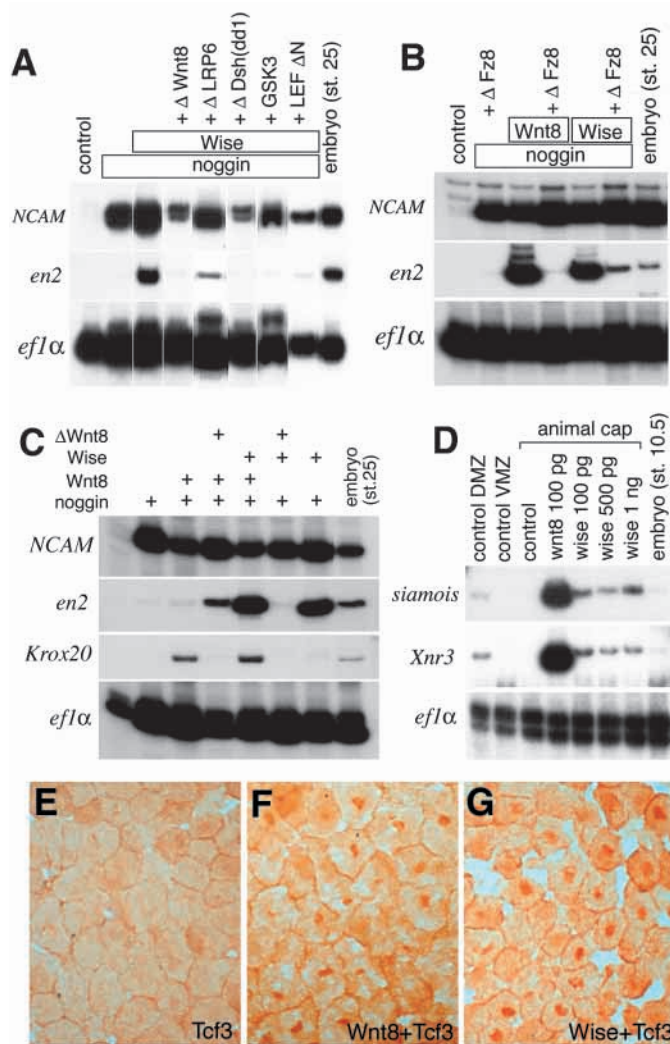 A
control
+ Δ Wnt8
+ Δ LRP6
+ Δ Dsh(dd1)
+ GSK3
+ LEF ΔN
embryo (st. 25)
Wise
noggin
NCAM
en2
ef1α
B
control
+ Δ Fz8
+ Δ Fz8
+ Δ Fz8
embryo (st. 25)
Wnt8
Wise
noggin
NCAM
en2
ef1α
C
ΔWnt8 + +
Wise + + +
Wnt8 + + +
noggin + + + + + +
embryo (st.25)
NCAM
en2
Krox20
ef1α
D
animal cap
control DMZ
control VMZ
control
wnt8 100 pg
wise 100 pg
wise 500 pg
wise 1 ng
embryo (st. 10.5)
siamois
Xnr3
ef1α
E
Tcf3
F
Wnt8+Tcf3
G
Wise+Tcf3